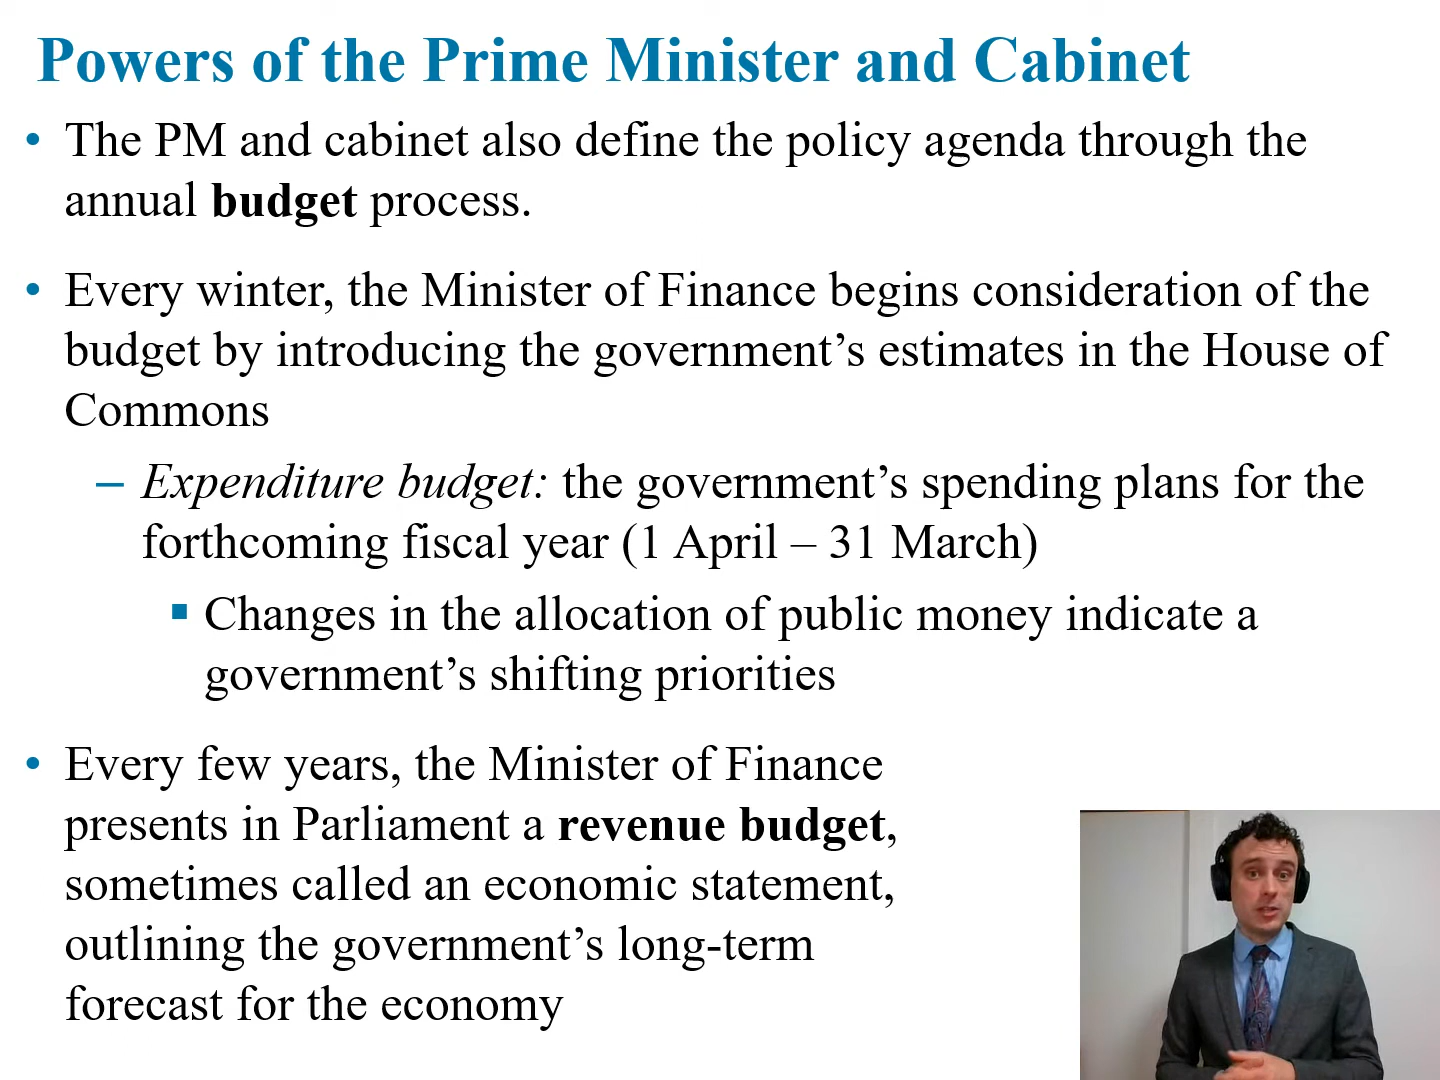 Powers of the Prime Minister and Cabinet
• The PM and cabinet also define the policy agenda through the
annual budget process.
• Every winter, the Minister of Finance begins consideration of the
budget by introducing the government’s estimates in the House of
Commons
– Expenditure budget: the government’s spending plans for the
forthcoming fiscal year (1 April – 31 March)
▪ Changes in the allocation of public money indicate a
government’s shifting priorities
• Every few years, the Minister of Finance
presents in Parliament a revenue budget,
sometimes called an economic statement,
outlining the government’s long-term
forecast for the economy